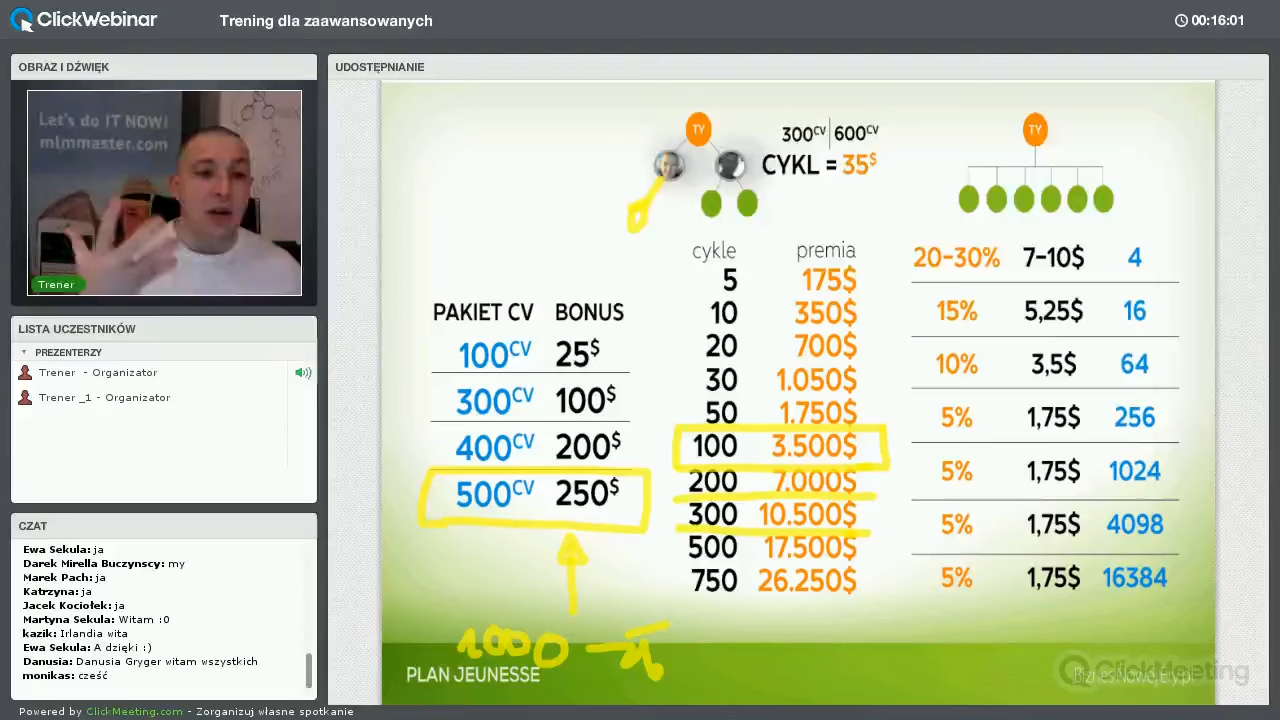 ClickWebinar
Trening dla zaawansowanych
00:16:01
OBRAZ I DŹWIĘK
Let's do IT NOW!
mlmmaster.com
Trener
LISTA UCZESTNIKÓW
PREZENTERZY
Trener - Organizator
Trener _1 - Organizator
CZAT
Ewa Sekula: ja
Darek Mirella Buczynscy: my
Marek Pach: ja
Katrzyna: ja
Jacek Kociołek: ja
Martyna Sekula: Witam :0
kazik: Irlandia wita
Ewa Sekula: A dzięki :)
Danusia: Danusia Gryger witam wszystkich
monikas: cześć
Powered by ClickMeeting.com - Zorganizuj własne spotkanie
UDOSTĘPNIANIE
TY
300CV | 600CV
CYKL = 35$
TY
PAKIET CV BONUS
100CV 25$
300CV 100$
400CV 200$
500CV 250$
1000 zł
cykle premia
5 175$
10 350$
20 700$
30 1.050$
50 1.750$
100 3.500$
200 7.000$
300 10.500$
500 17.500$
750 26.250$
20-30% 7-10$ 4
15% 5,25$ 16
10% 3,5$ 64
5% 1,75$ 256
5% 1,75$ 1024
5% 1,75$ 4098
5% 1,75$ 16384
PLAN JEUNESSE
ClickMeeting